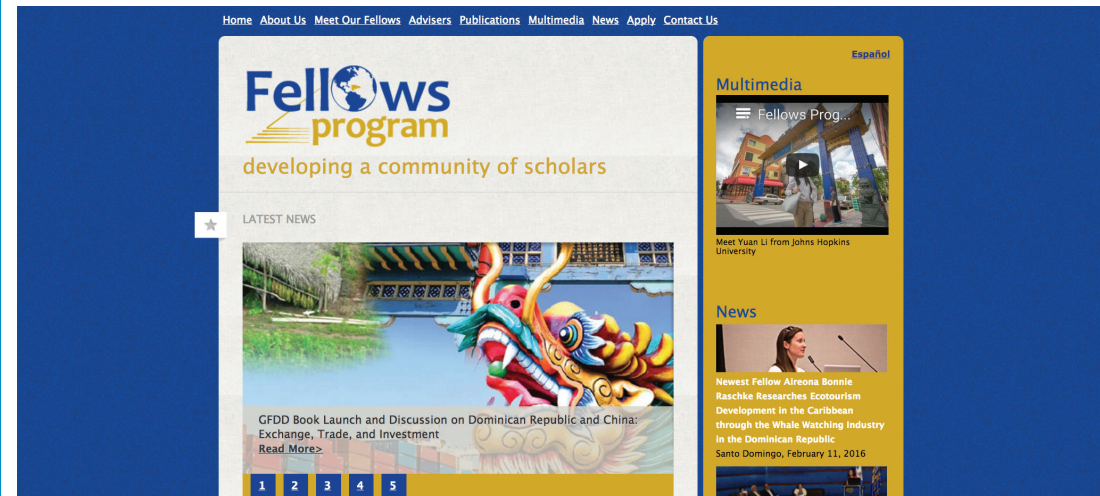 Home About Us Meet Our Fellows Advisers Publications Multimedia News Apply Contact Us
Fellows
program
developing a community of scholars
LATEST NEWS
GFDD Book Launch and Discussion on Dominican Republic and China:
Exchange, Trade, and Investment
Read More>
1 2 3 4 5
Español
Multimedia
Fellows Prog...
Meet Yuan Li from Johns Hopkins
University
News
Newest Fellow Aireona Bonnie
Raschke Researches Ecotourism
Development in the Caribbean
through the Whale Watching Industry
in the Dominican Republic
Santo Domingo, February 11, 2016